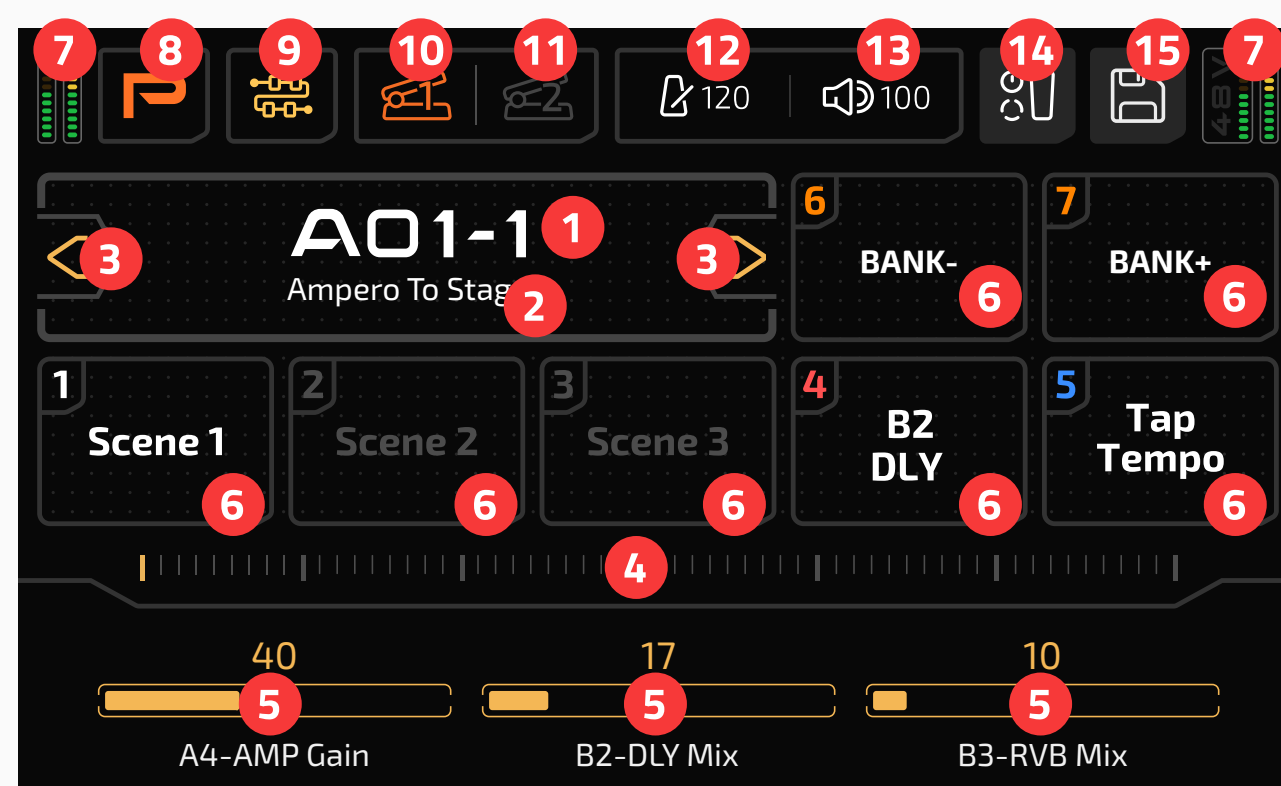 7 8 9 10 11 12 13 14 15 7
1 2 120 100 48V
A01-1 1
3 3
Ampero To Stag
2
6 BANK- 6
7 BANK+ 6
1 Scene 1 6
2 Scene 2 6
3 Scene 3 6
4 B2
DLY 6
5 Tap
Tempo 6
4
40 17 10
5 5 5
A4-AMP Gain B2-DLY Mix B3-RVB Mix